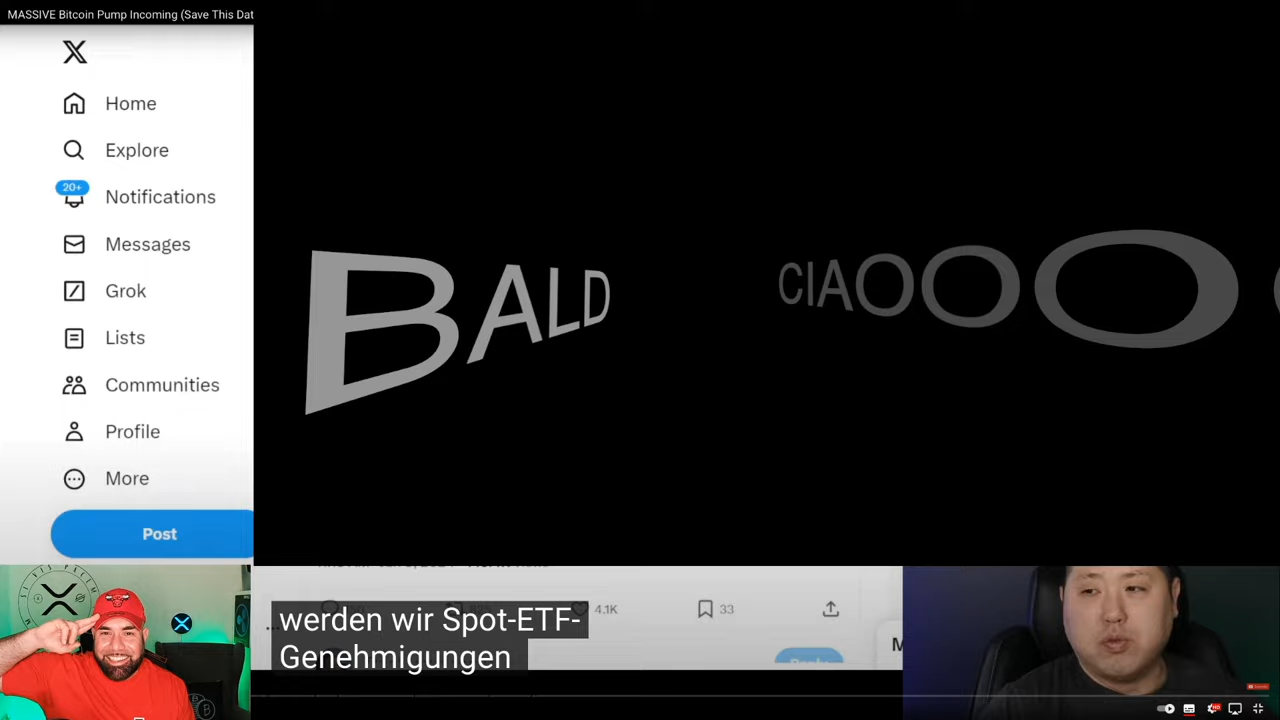 MASSIVE Bitcoin Pump Incoming (Save This Dat
Home
Explore
20+
Notifications
Messages
Grok
Lists
Communities
Profile
More
Post
BALD
CIAOOO
4.1K
33
werden wir Spot-ETF-
Genehmigungen